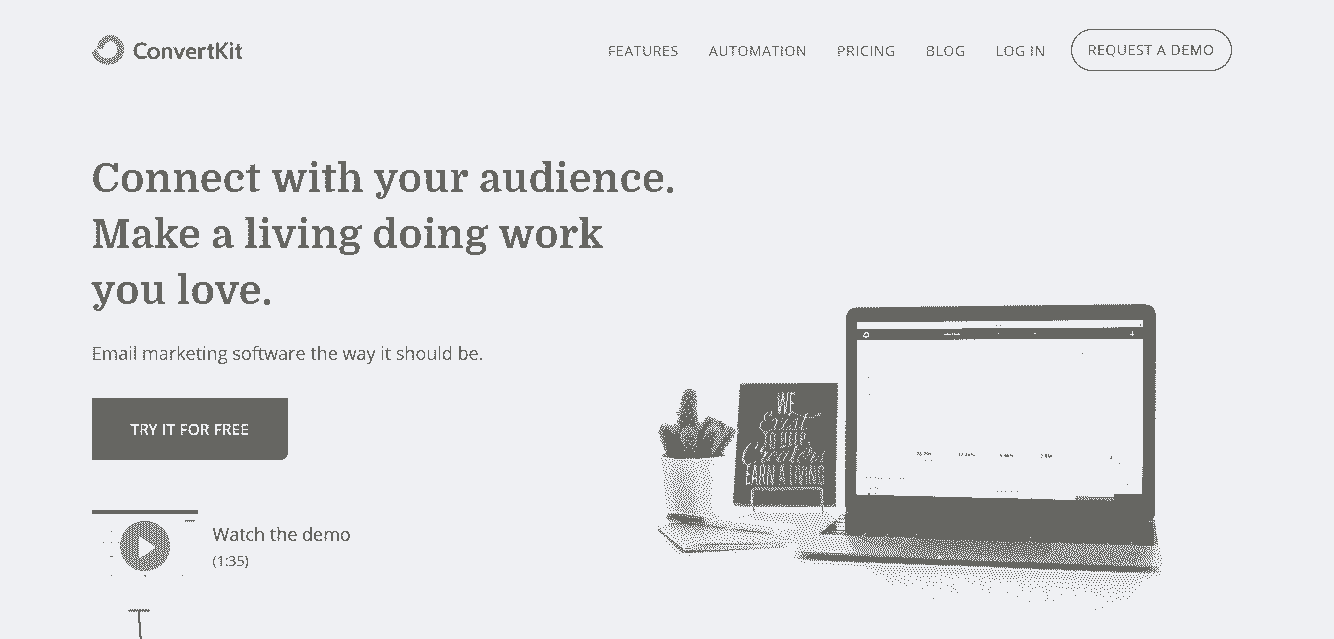 ConvertKit
FEATURES
AUTOMATION
PRICING
BLOG
LOG IN
REQUEST A DEMO
Connect with your audience.
Make a living doing work
you love.
Email marketing software the way it should be.
TRY IT FOR FREE
Watch the demo
(1:35)
WE
Exist
TO HELP
Creators
EARN A LIVING